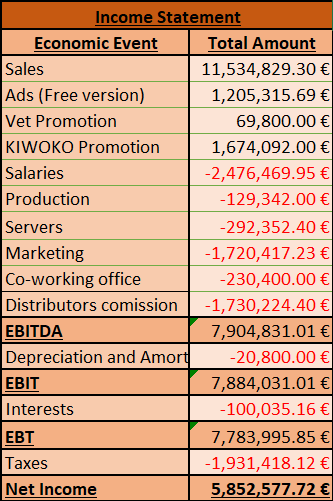 Income Statement
Economic Event Total Amount
Sales 11,534,829.30 €
Ads (Free version) 1,205,315.69 €
Vet Promotion 69,800.00 €
KIWOKO Promotion 1,674,092.00 €
Salaries -2,476,469.95 €
Production -129,342.00 €
Servers -292,352.40 €
Marketing -1,720,417.23 €
Co-working office -230,400.00 €
Distributors comission -1,730,224.40 €
EBITDA 7,904,831.01 €
Depreciation and Amort -20,800.00 €
EBIT 7,884,031.01 €
Interests -100,035.16 €
EBT 7,783,995.85 €
Taxes -1,931,418.12 €
Net Income 5,852,577.72 €